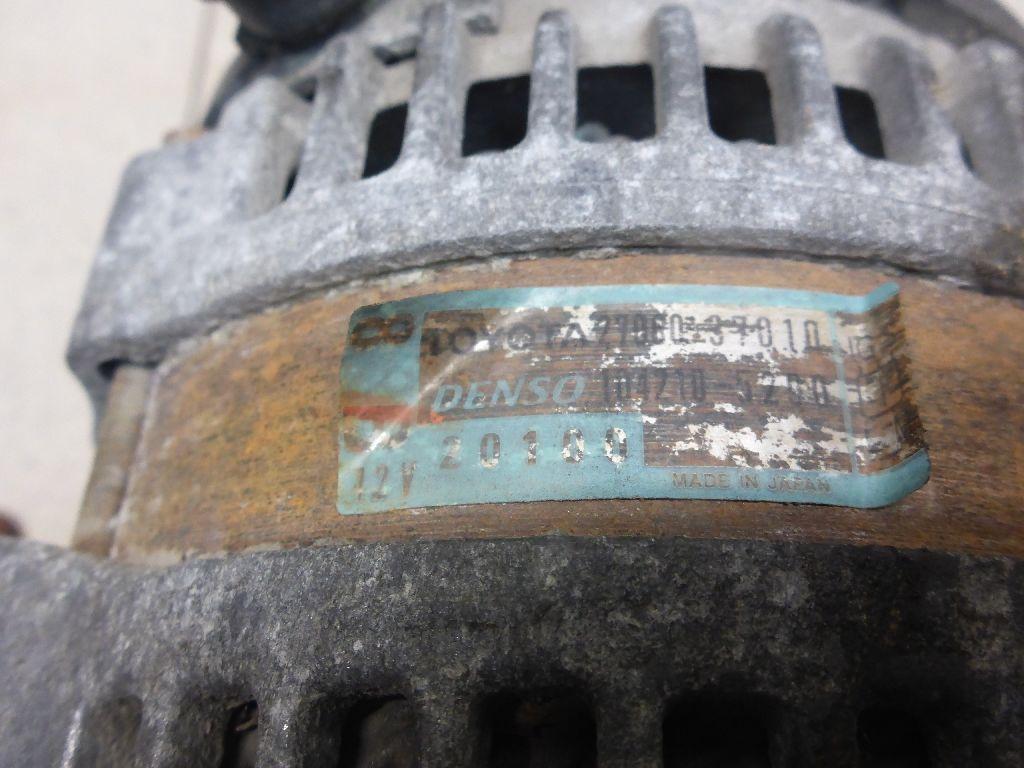 TOYOTA 27060-37010
DENSO 104210-5200
20100
12V
MADE IN JAPAN